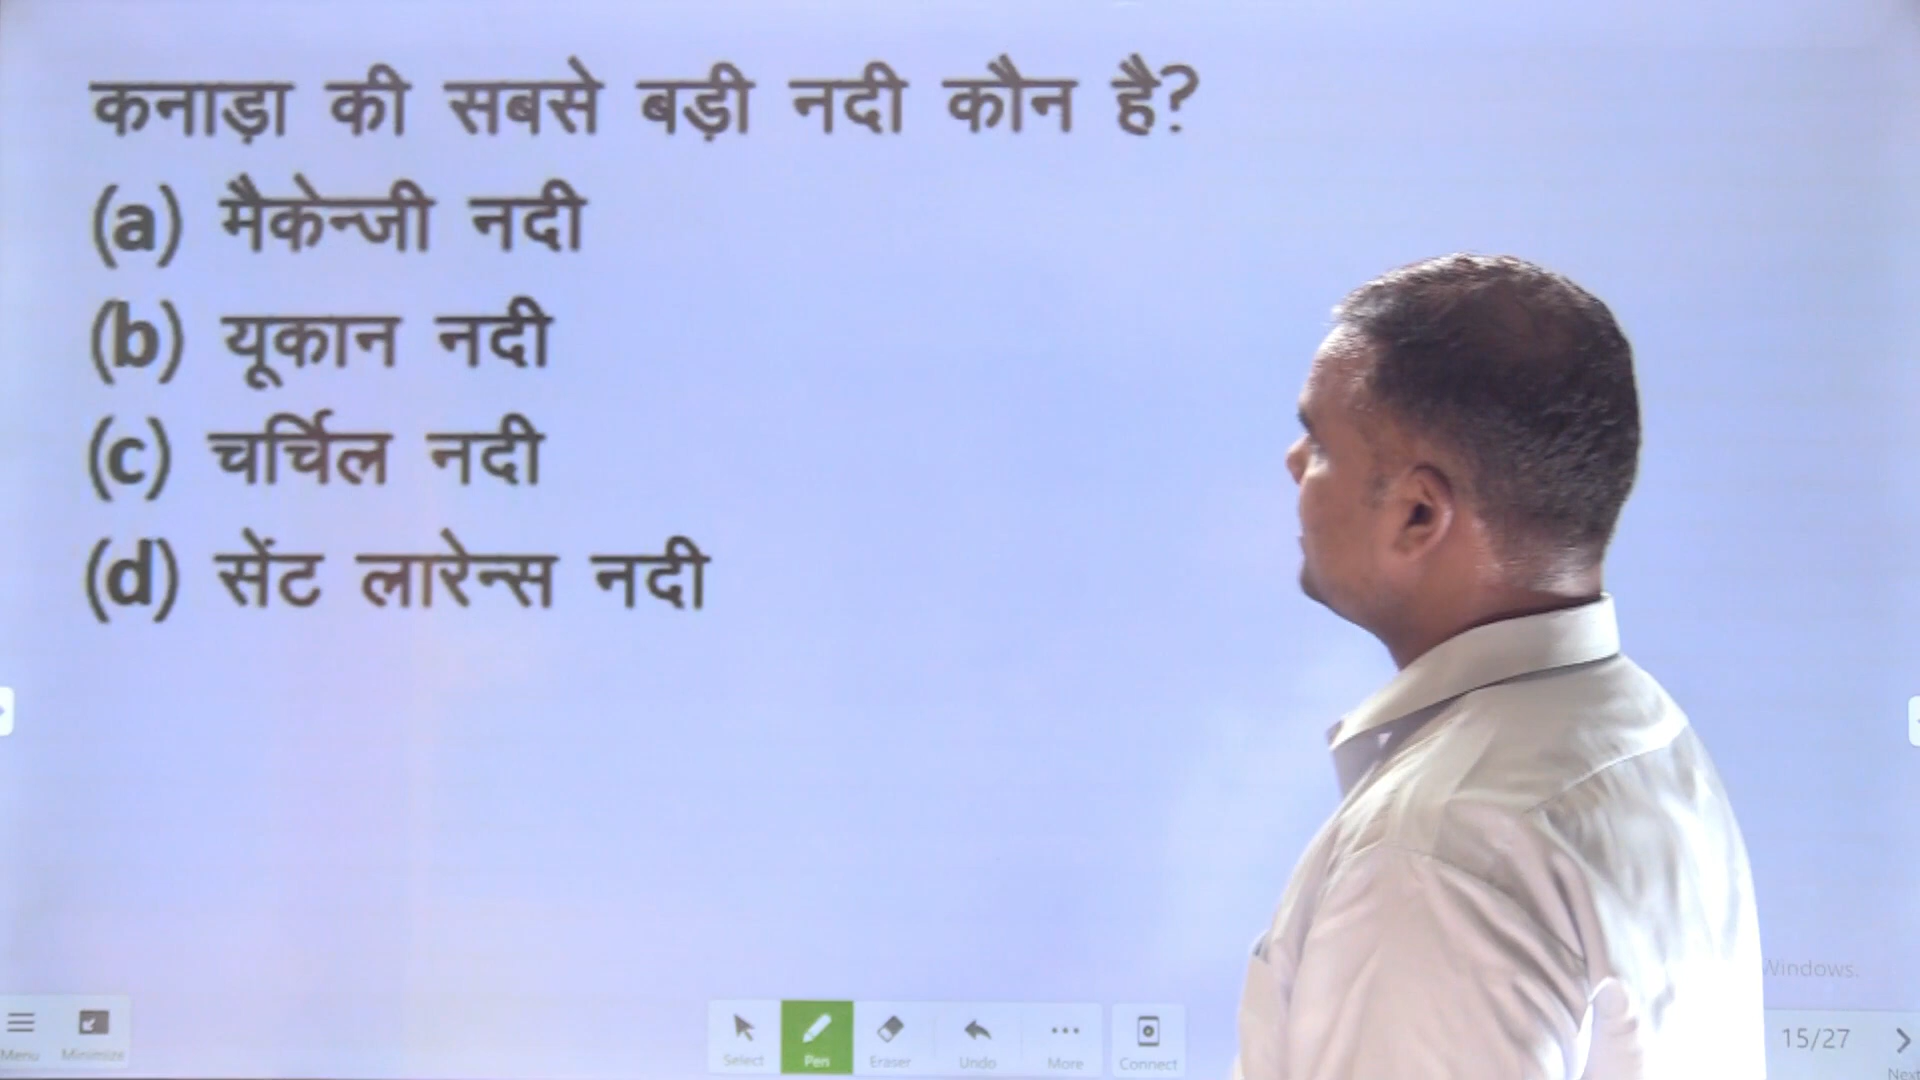 कनाड़ा की सबसे बड़ी नदी कौन है?
(a) मैकेन्जी नदी
(b) यूकान नदी
(c) चर्चिल नदी
(d) सेंट लारेन्स नदी
Windows.
Menu Minimize Select Pen Eraser Undo More Connect 15/27 Next